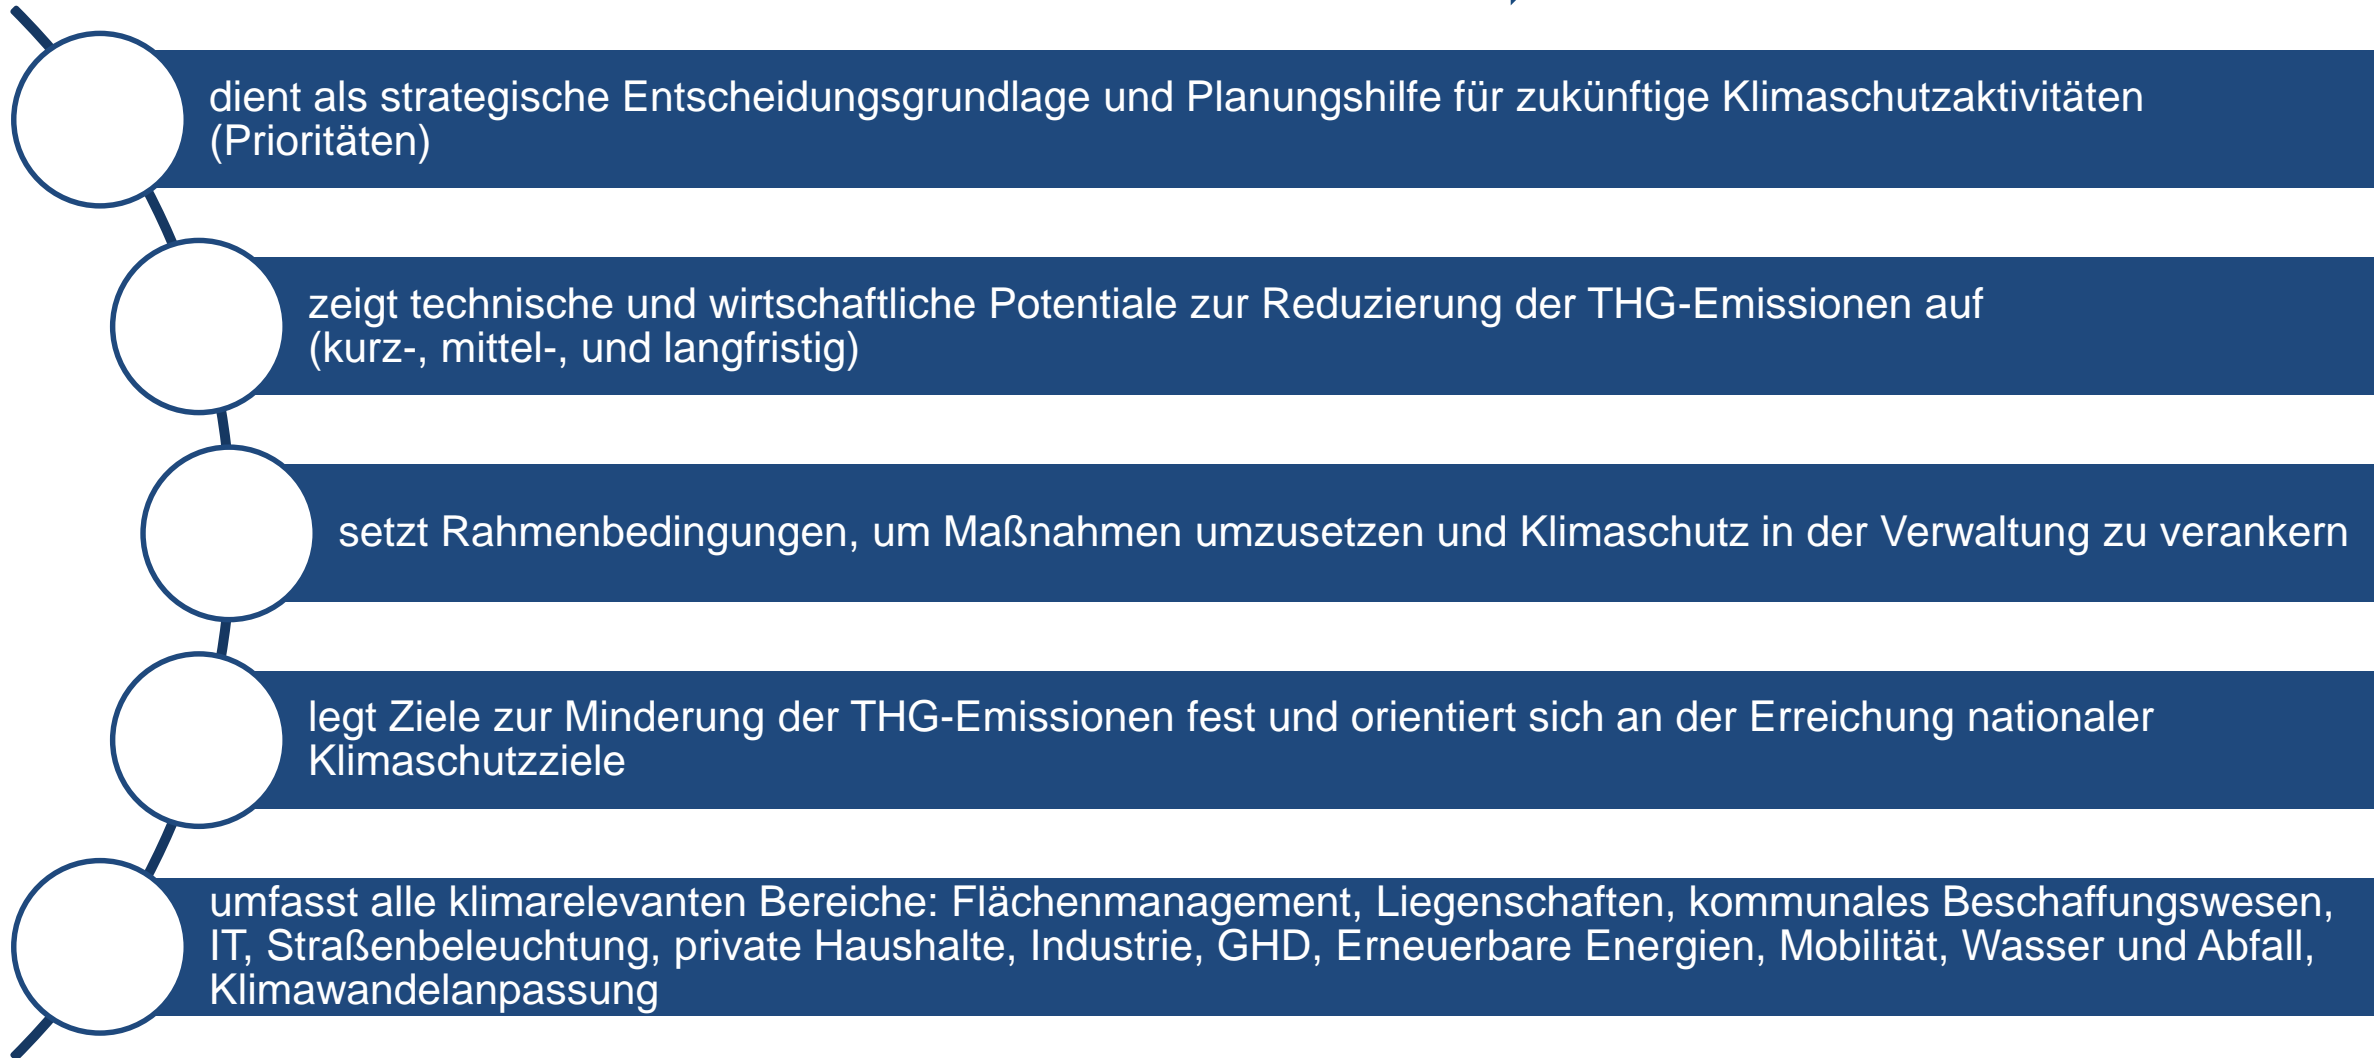 dient als strategische Entscheidungsgrundlage und Planungshilfe für zukünftige Klimaschutzaktivitäten
(Prioritäten)
zeigt technische und wirtschaftliche Potentiale zur Reduzierung der THG-Emissionen auf
(kurz-, mittel-, und langfristig)
setzt Rahmenbedingungen, um Maßnahmen umzusetzen und Klimaschutz in der Verwaltung zu verankern
legt Ziele zur Minderung der THG-Emissionen fest und orientiert sich an der Erreichung nationaler
Klimaschutzziele
umfasst alle klimarelevanten Bereiche: Flächenmanagement, Liegenschaften, kommunales Beschaffungswesen,
IT, Straßenbeleuchtung, private Haushalte, Industrie, GHD, Erneuerbare Energien, Mobilität, Wasser und Abfall,
Klimawandelanpassung